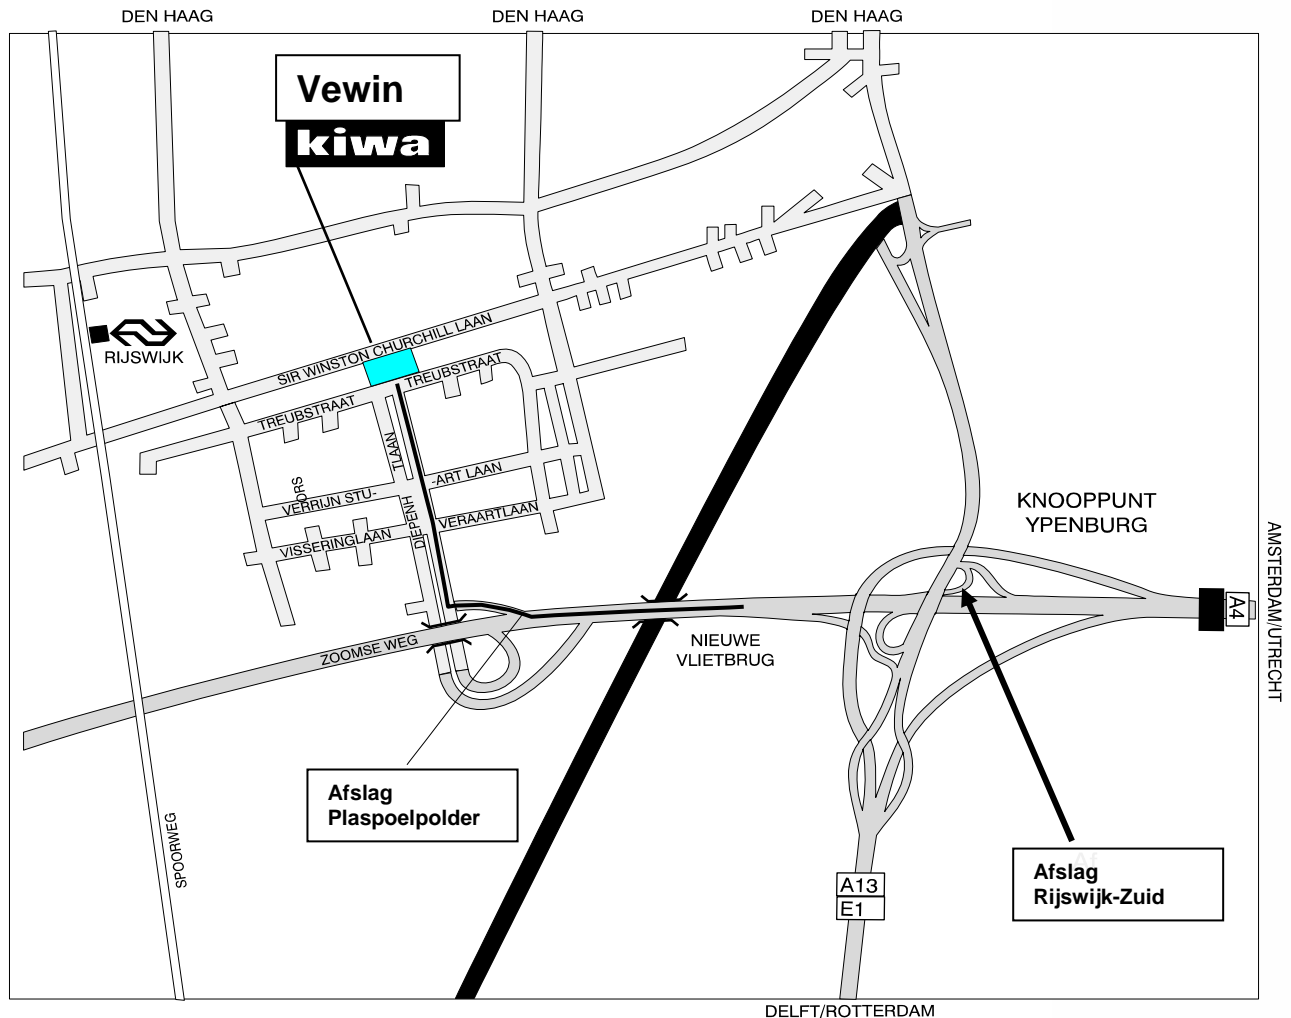 DEN HAAG
DEN HAAG
DEN HAAG
Vewin
kiwa
SIR WINSTON CHURCHILL LAAN
RIJSWIJK
TREUBSTRAAT
TREUBSTRAAT
TLAAN
-ART LAAN
ORS
VERRIJN STU-
DIEPENH
VERAARTLAAN
VISSERINGLAAN
KNOOPPUNT
YPENBURG
AMSTERDAM/UTRECHT
A4
NIEUWE
VLIETBRUG
ZOOMSE WEG
Afslag
Plaspoelpolder
SPOORWEG
Af
Afslag
Rijswijk-Zuid
A13
E1
DELFT/ROTTERDAM